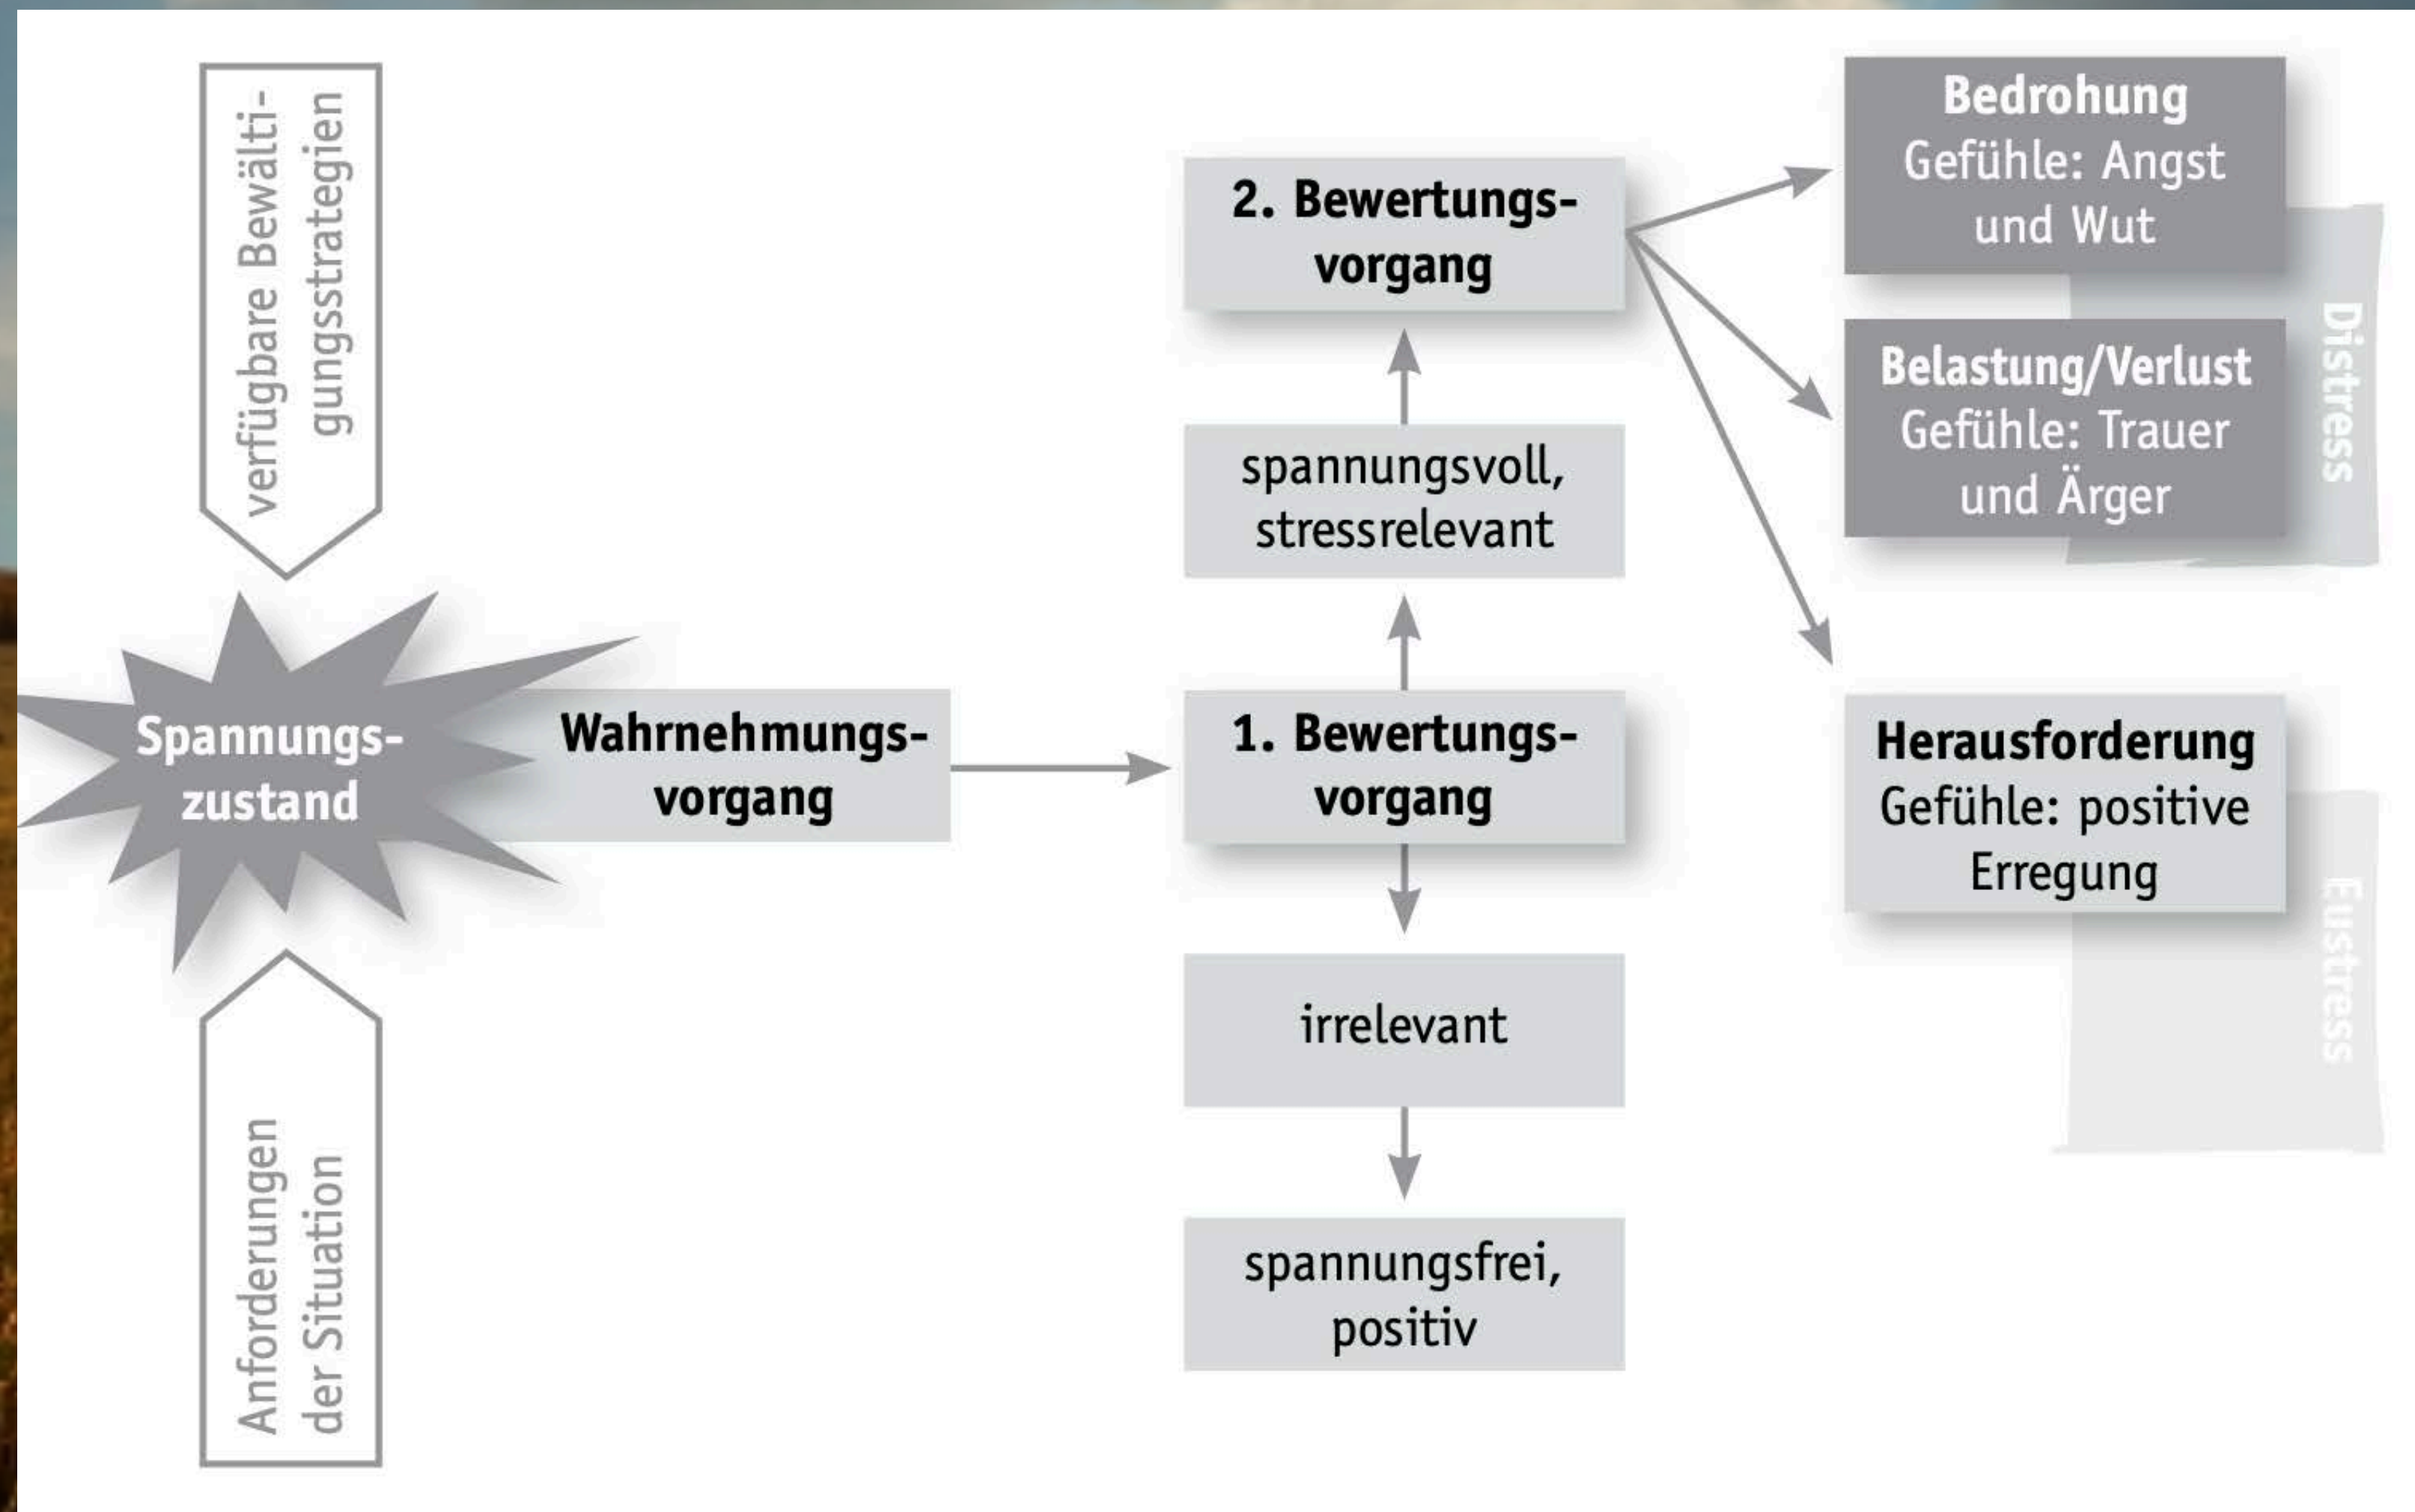 verfügbare Bewälti-
gungsstrategien
Spannungs-
zustand
Anforderungen
der Situation
Wahrnehmungs-
vorgang
2. Bewertungs-
vorgang
spannungsvoll,
stressrelevant
1. Bewertungs-
vorgang
irrelevant
spannungsfrei,
positiv
Bedrohung
Gefühle: Angst
und Wut
Belastung/Verlust
Gefühle: Trauer
und Ärger
Distress
Herausforderung
Gefühle: positive
Erregung
Eustress